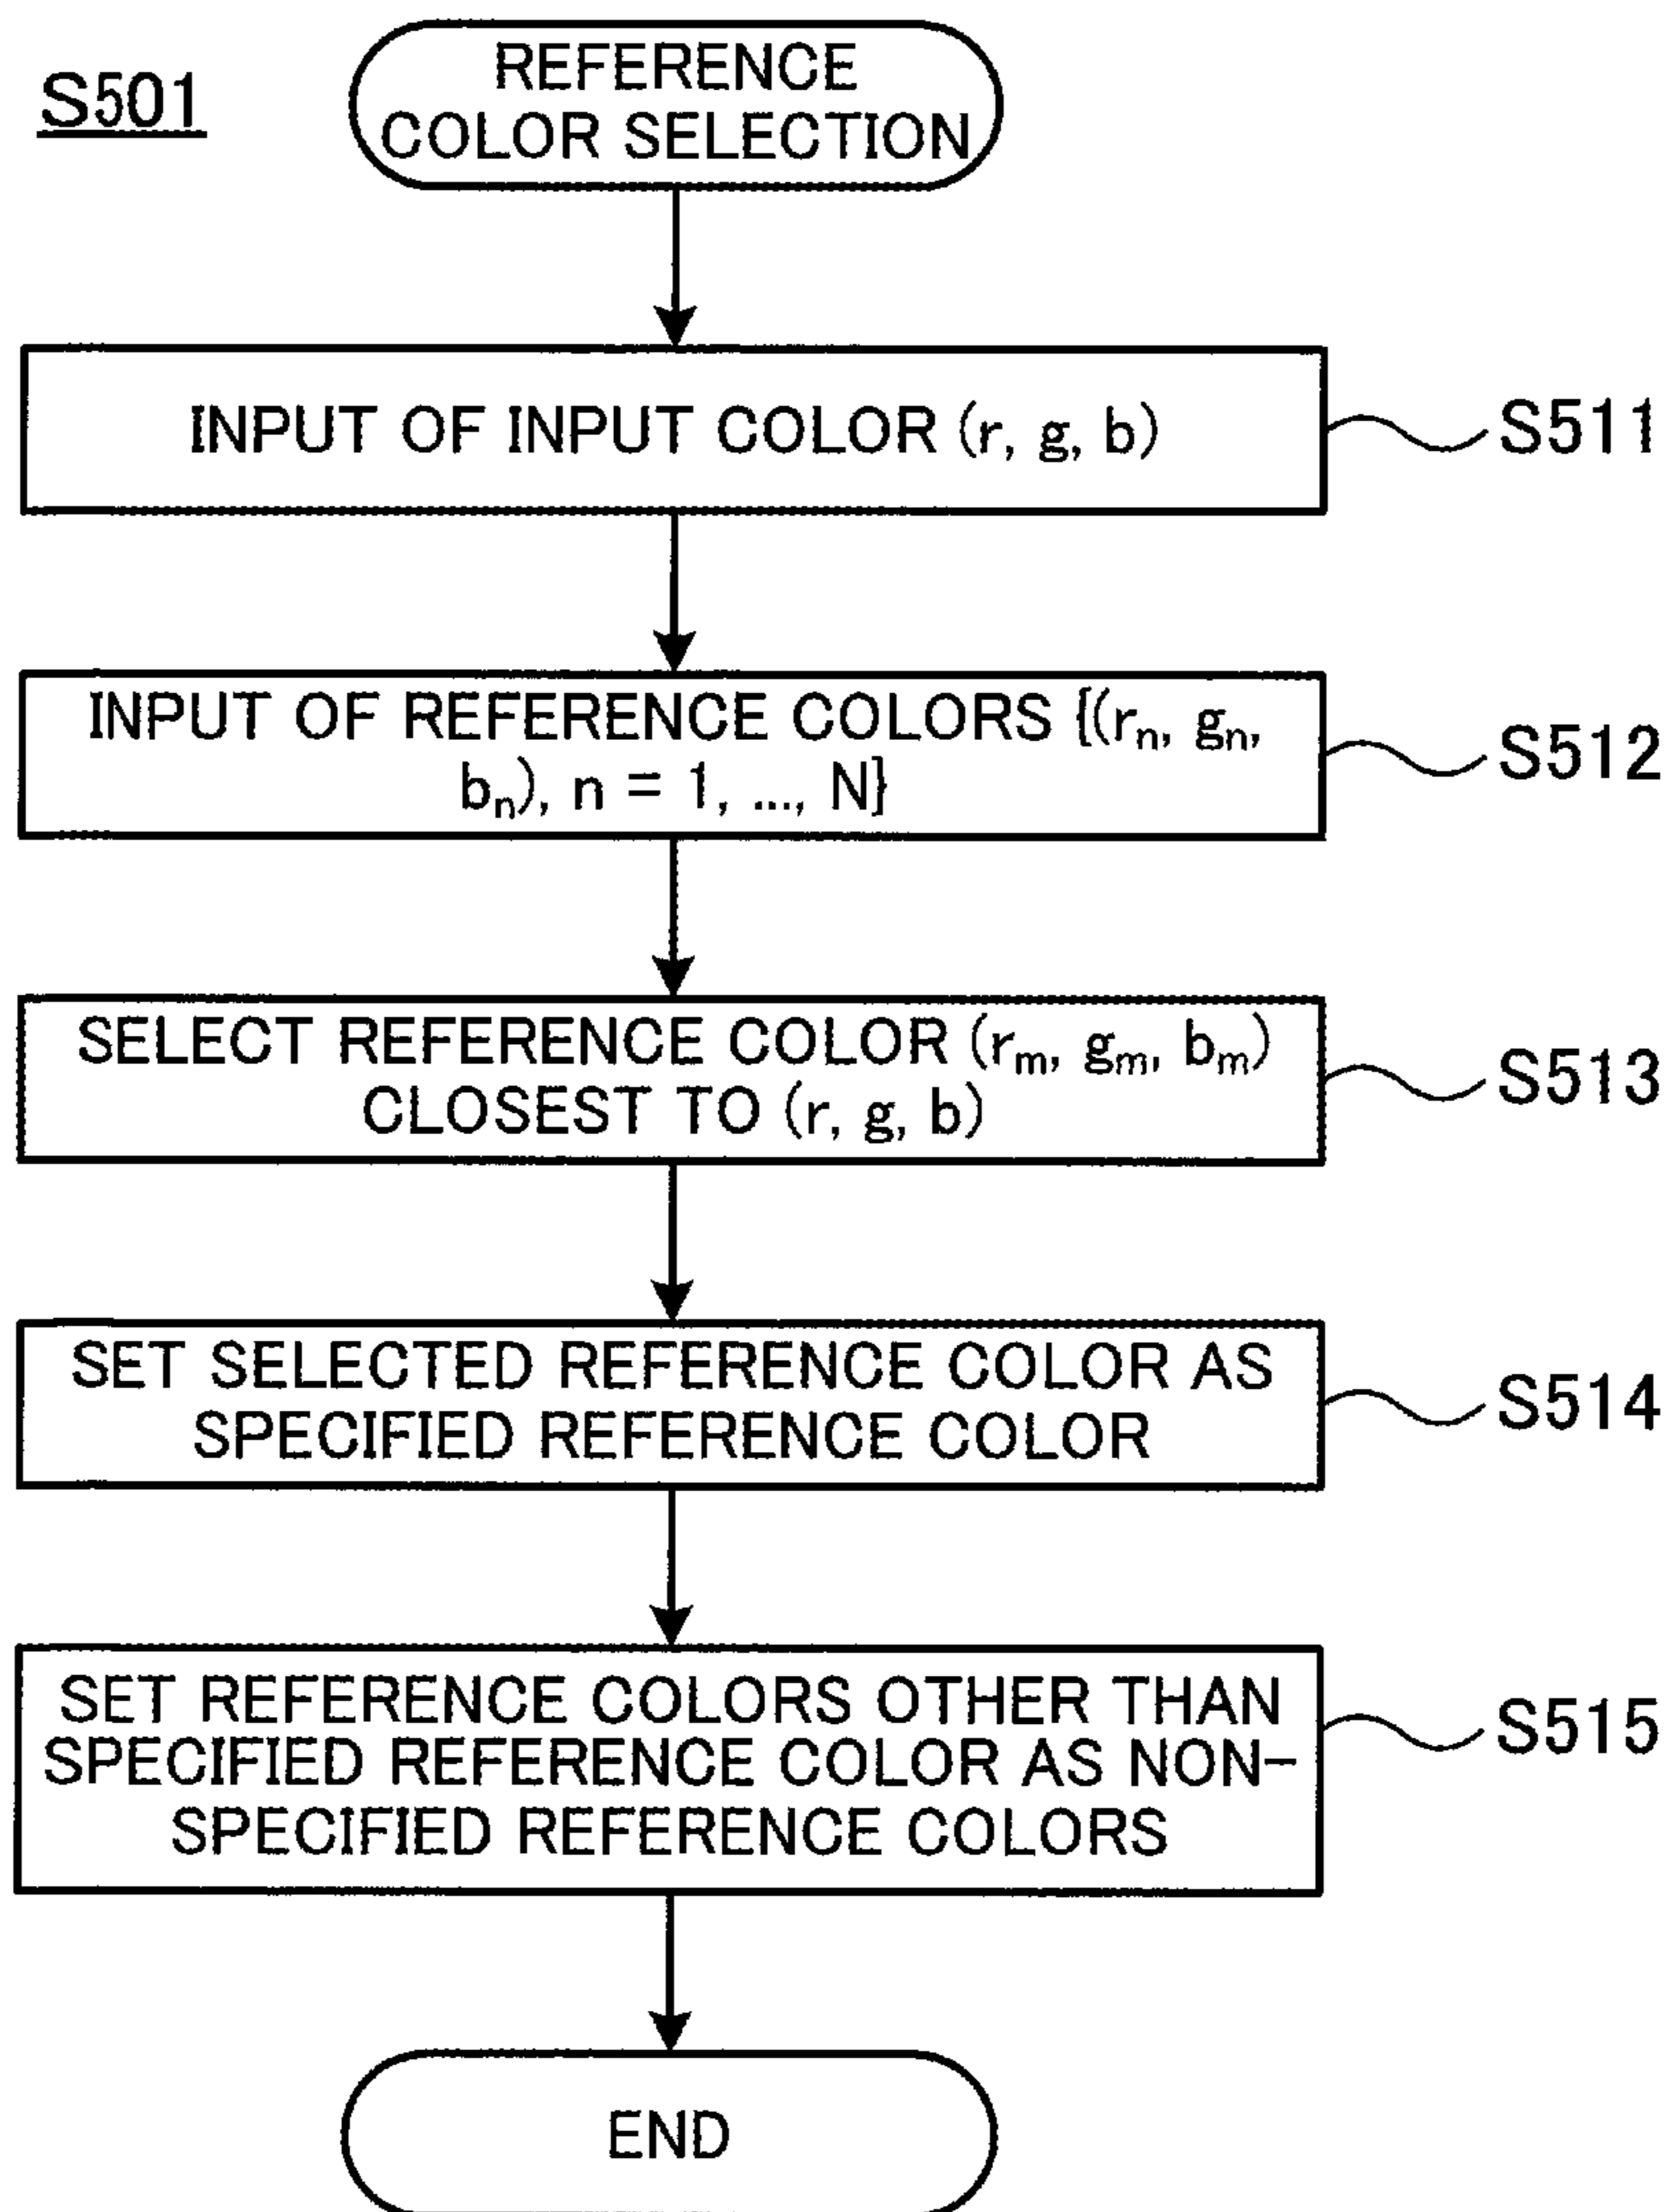 S501
REFERENCE
COLOR SELECTION
INPUT OF INPUT COLOR (r, g, b)
S511
INPUT OF REFERENCE COLORS {(rn, gn,
bn), n = 1, ..., N}
S512
SELECT REFERENCE COLOR (rm, gm, bm)
CLOSEST TO (r, g, b)
S513
SET SELECTED REFERENCE COLOR AS
SPECIFIED REFERENCE COLOR
S514
SET REFERENCE COLORS OTHER THAN
SPECIFIED REFERENCE COLOR AS NON-
SPECIFIED REFERENCE COLORS
S515
END